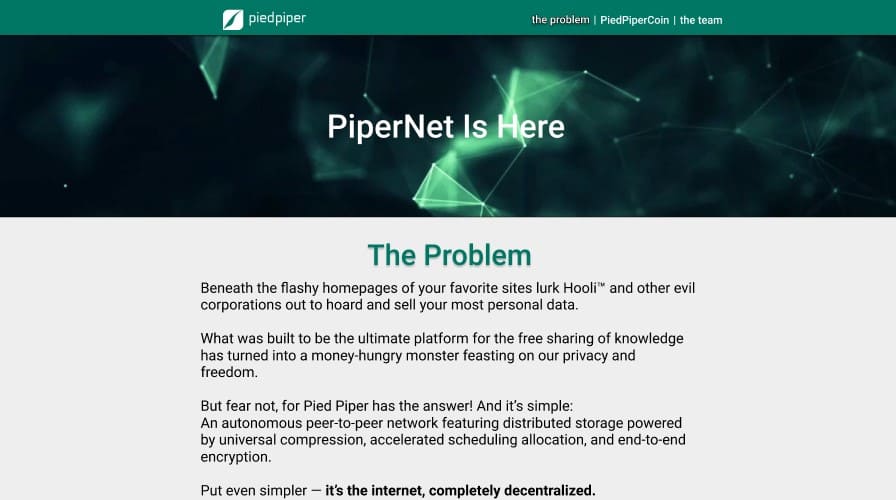 piedpiper
the problem | PiedPiperCoin | the team
PiperNet Is Here
The Problem
Beneath the flashy homepages of your favorite sites lurk Hooli™ and other evil
corporations out to hoard and sell your most personal data.
What was built to be the ultimate platform for the free sharing of knowledge
has turned into a money-hungry monster feasting on our privacy and
freedom.
But fear not, for Pied Piper has the answer! And it’s simple:
An autonomous peer-to-peer network featuring distributed storage powered
by universal compression, accelerated scheduling allocation, and end-to-end
encryption.
Put even simpler — it’s the internet, completely decentralized.